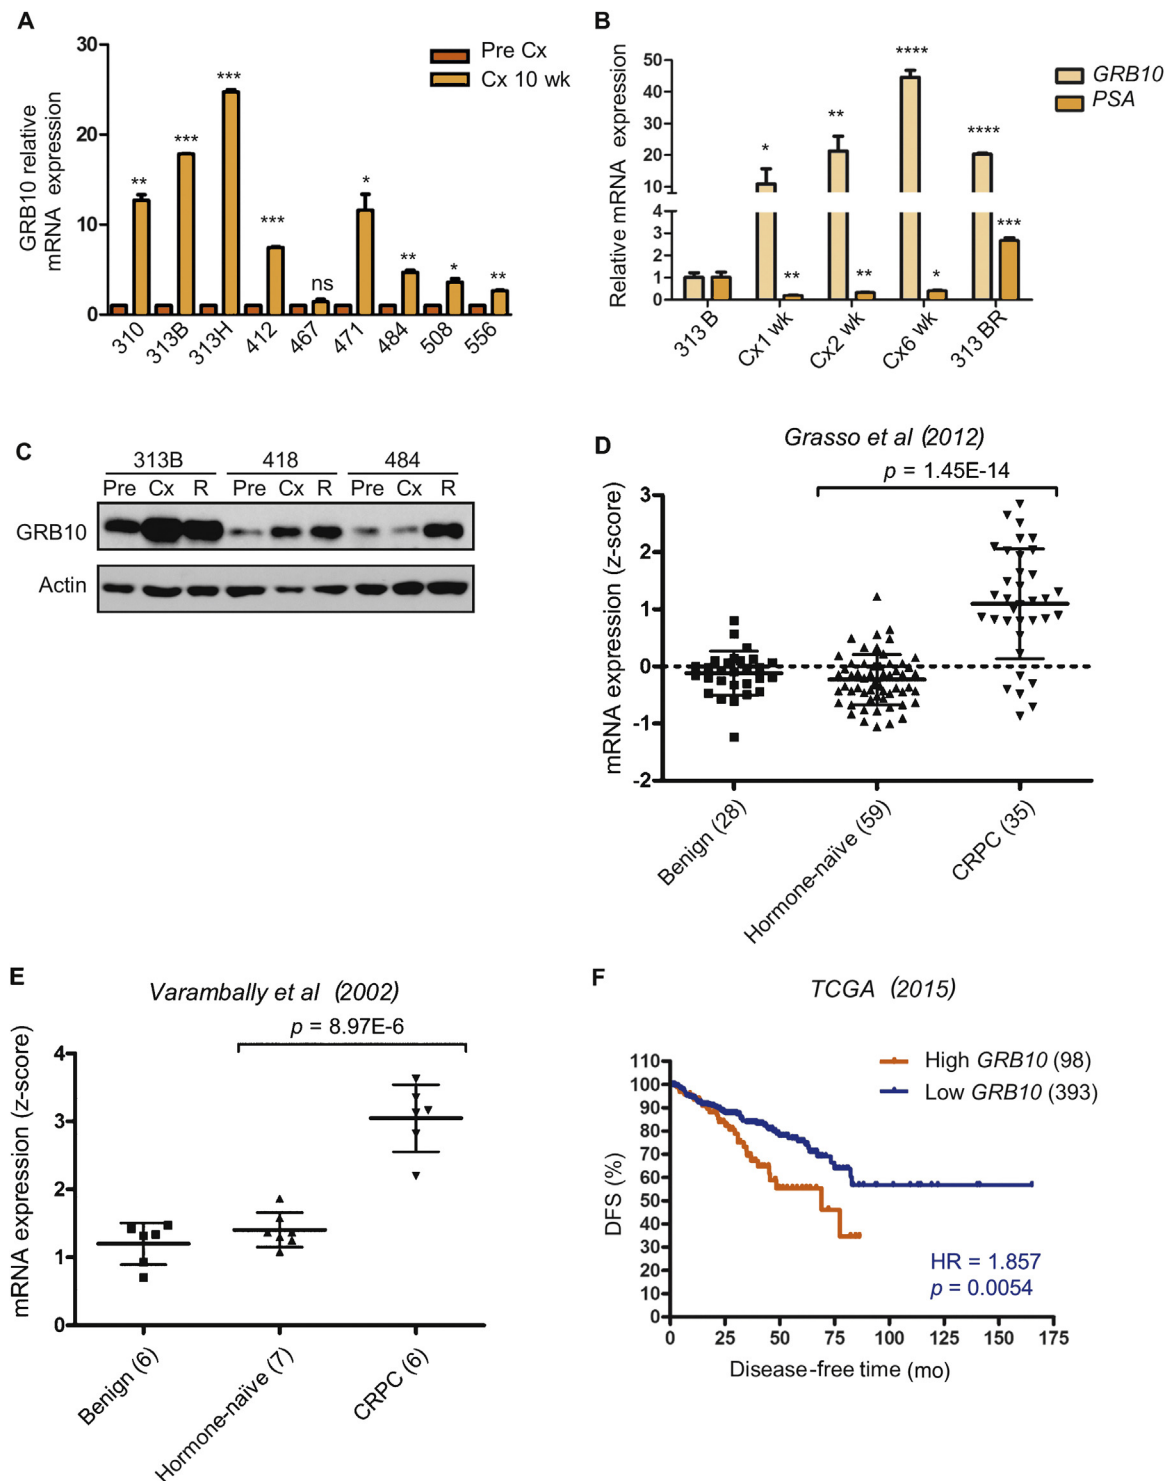 A
30
20
10
0
GRB10 relative
mRNA expression
Pre Cx
Cx 10 wk
**
***
***
***
ns
*
**
*
**
310
313B
313H
412
467
471
484
508
556
B
50
40
30
20
10
4
3
2
1
0
Relative mRNA expression
GRB10
PSA
*
**
**
**
****
*
****
***
313 B
Cx1 wk
Cx2 wk
Cx6 wk
313 BR
C
313B 418 484
Pre Cx R Pre Cx R Pre Cx R
GRB10
Actin
D
Grasso et al (2012)
p = 1.45E-14
mRNA expression (z-score)
3
2
1
0
-1
-2
Benign (28)
Hormone-naïve (59)
CRPC (35)
E
Varambally et al (2002)
p = 8.97E-6
mRNA expression (z-score)
4
3
2
1
0
Benign (6)
Hormone-naïve (7)
CRPC (6)
F
TCGA (2015)
High GRB10 (98)
Low GRB10 (393)
DFS (%)
110
100
90
80
70
60
50
40
30
20
10
0
HR = 1.857
p = 0.0054
0 25 50 75 100 125 150 175
Disease-free time (mo)